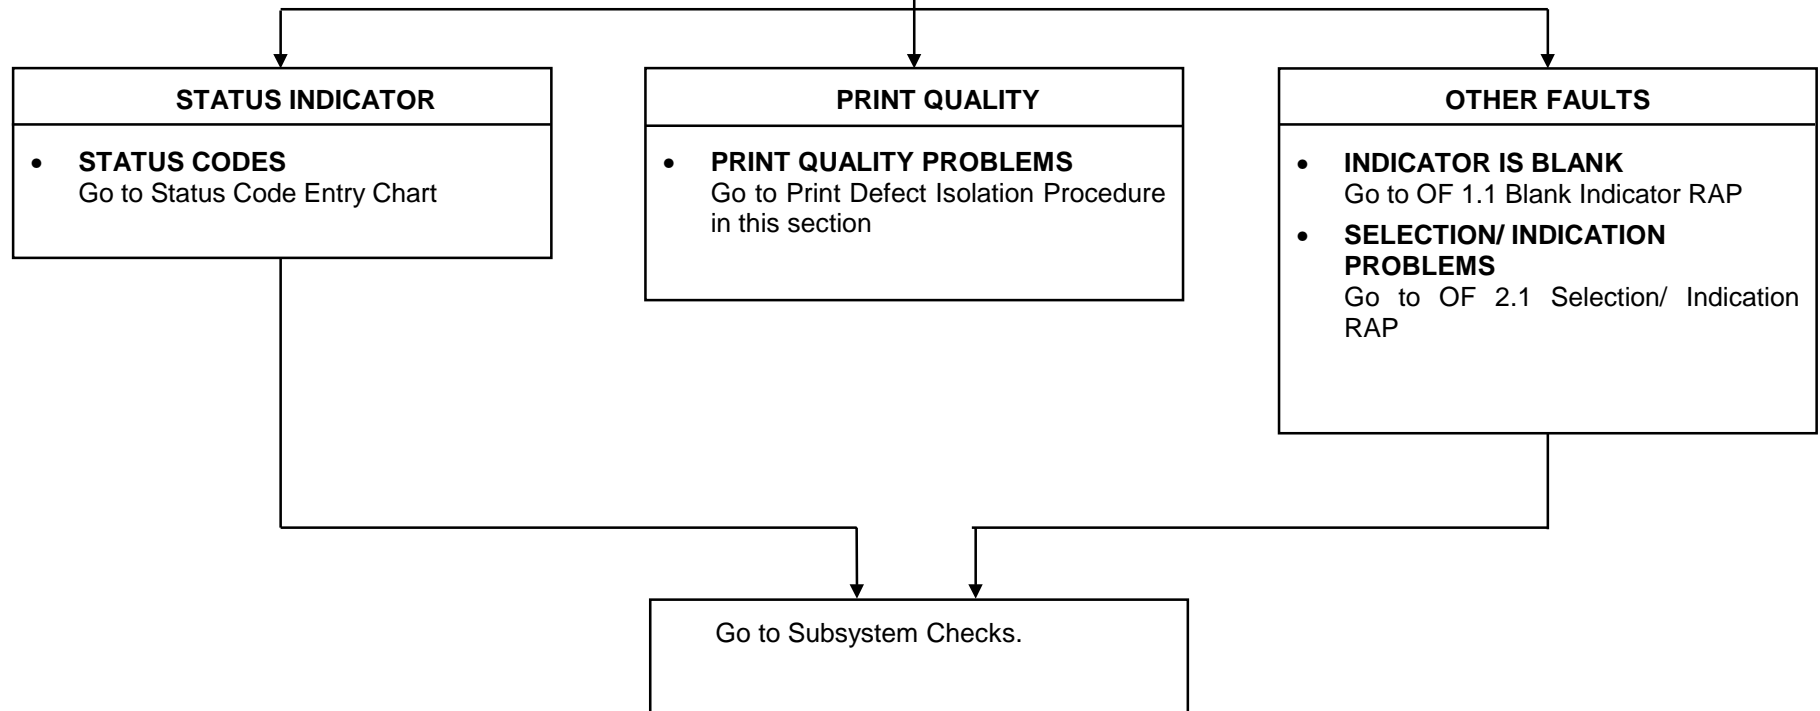 STATUS INDICATOR
• STATUS CODES
Go to Status Code Entry Chart
PRINT QUALITY
• PRINT QUALITY PROBLEMS
Go to Print Defect Isolation Procedure
in this section
OTHER FAULTS
• INDICATOR IS BLANK
Go to OF 1.1 Blank Indicator RAP
• SELECTION/ INDICATION
PROBLEMS
Go to OF 2.1 Selection/ Indication
RAP
Go to Subsystem Checks.